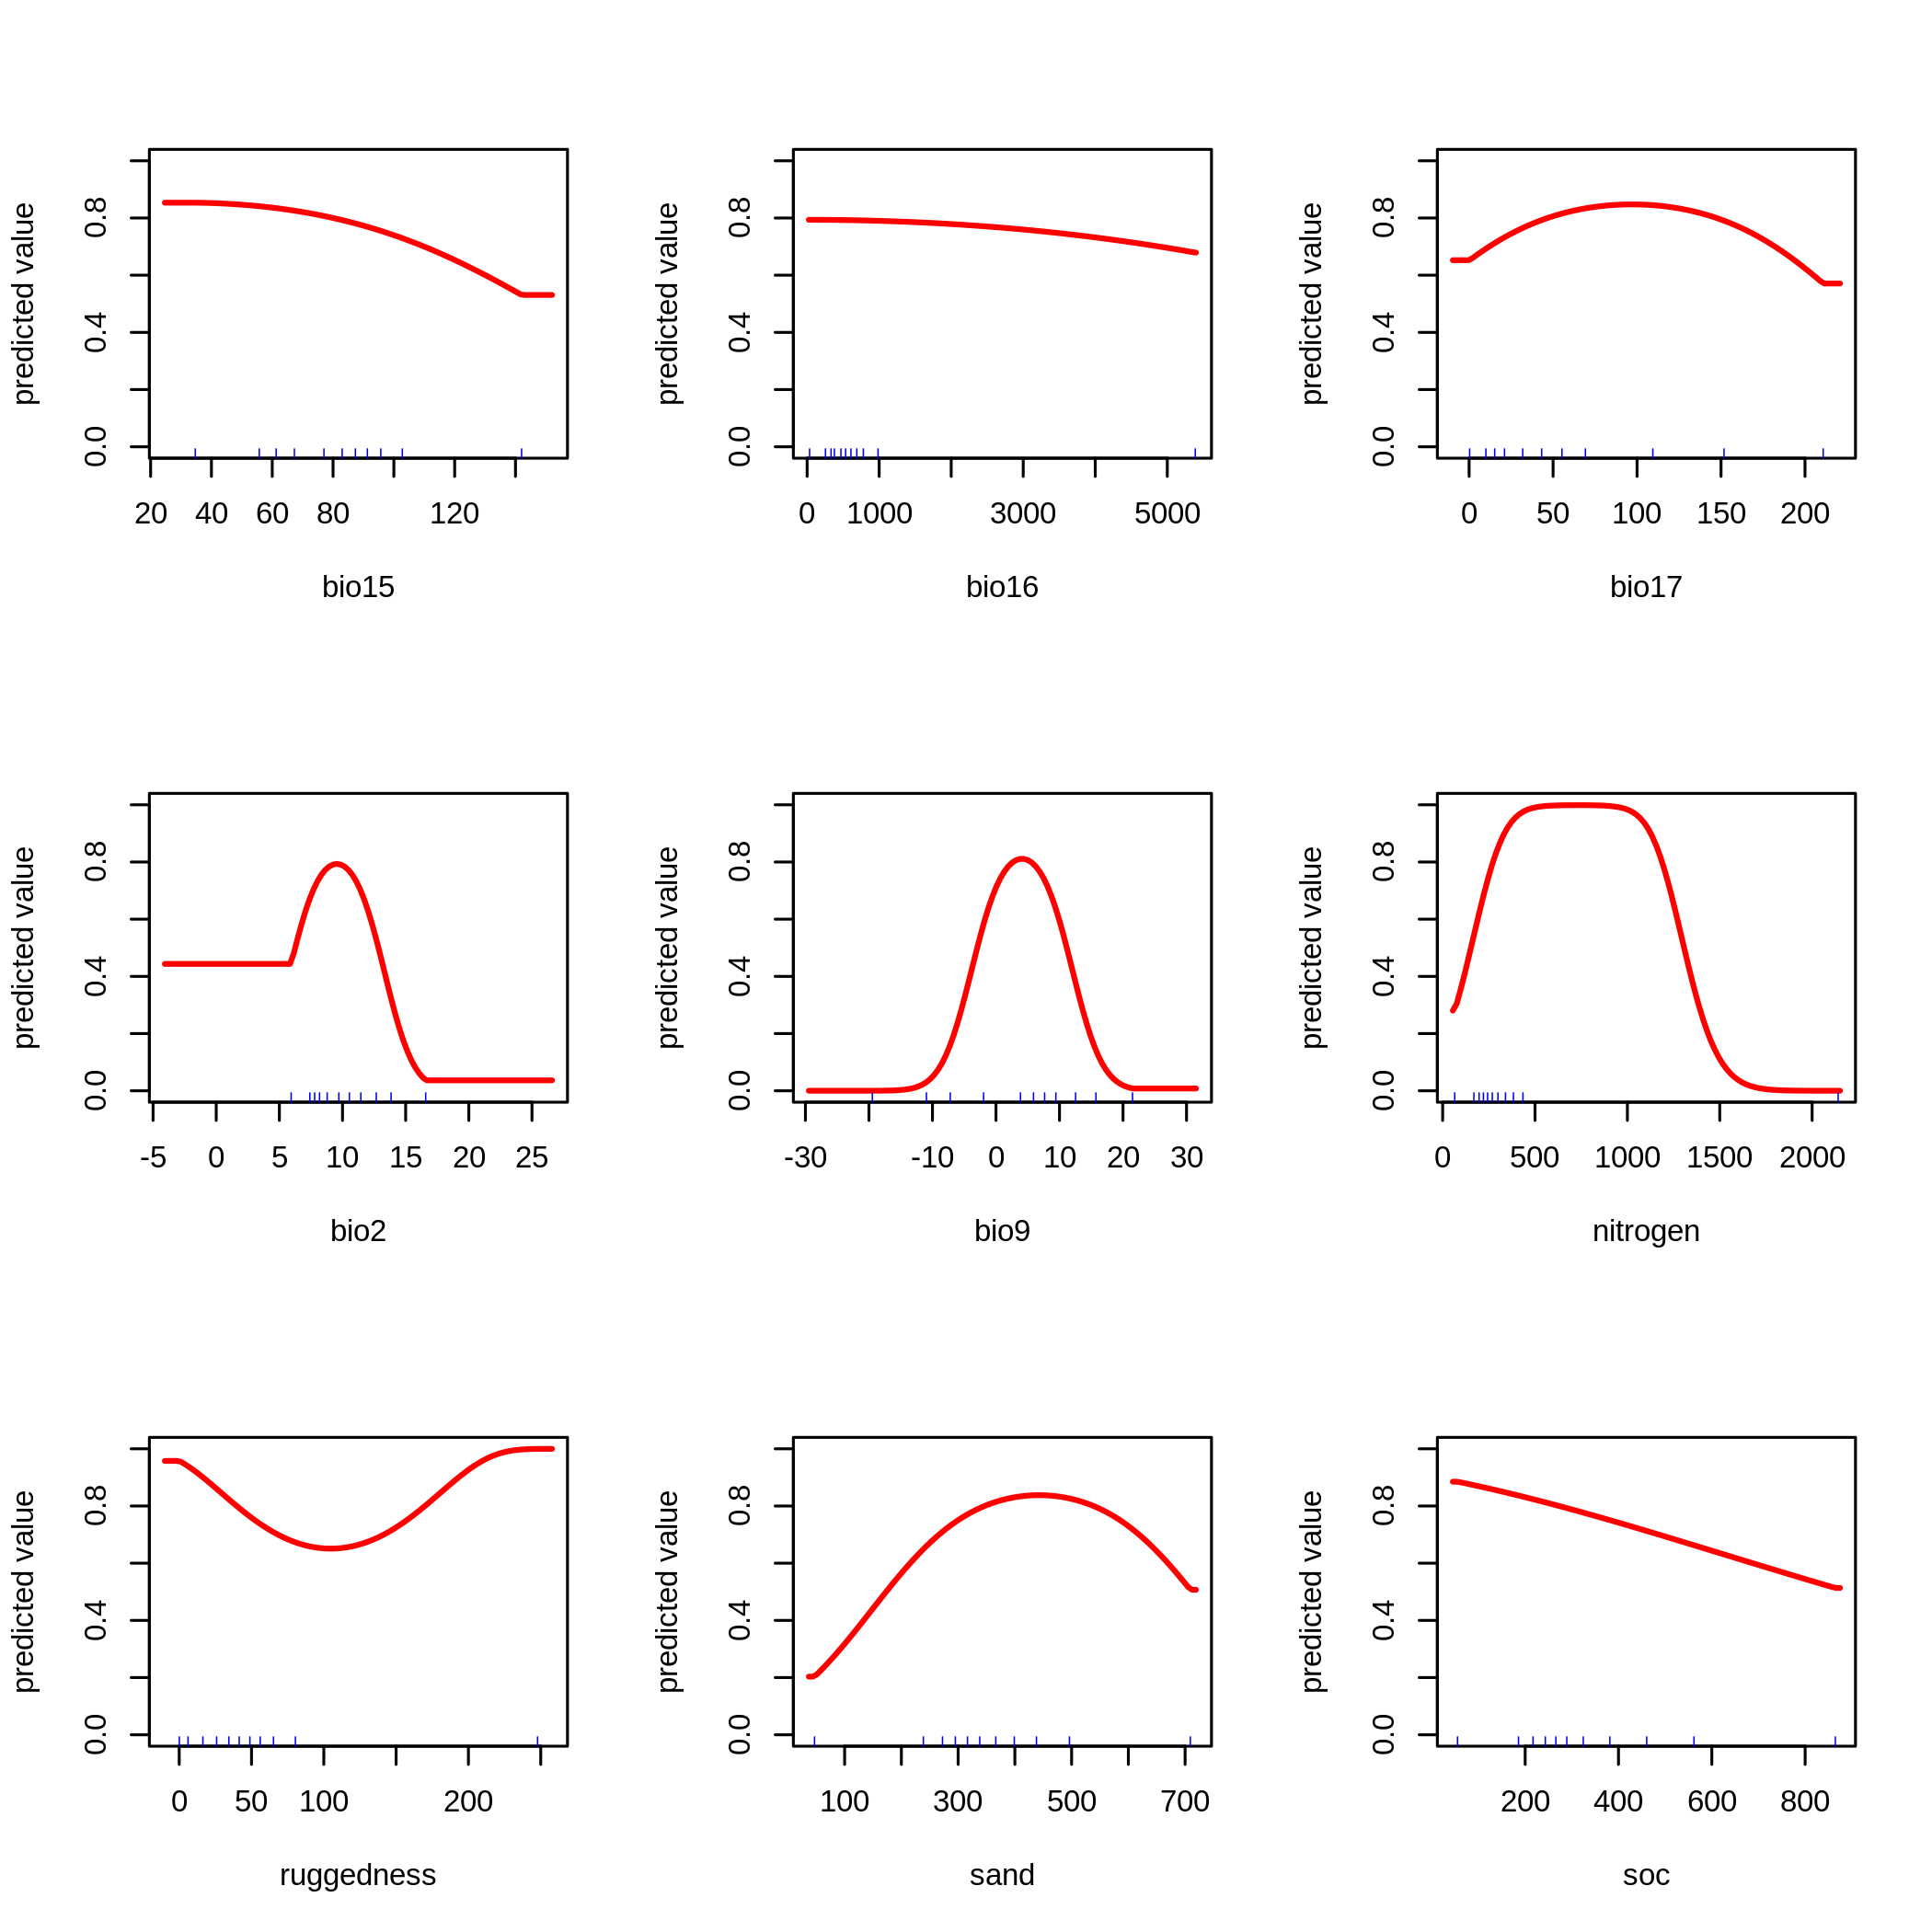 predicted value
0.0 0.4 0.8
20 40 60 80 120
bio15
predicted value
0.0 0.4 0.8
0 1000 3000 5000
bio16
predicted value
0.0 0.4 0.8
0 50 100 150 200
bio17
predicted value
0.0 0.4 0.8
-5 0 5 10 15 20 25
bio2
predicted value
0.0 0.4 0.8
-30 -10 0 10 20 30
bio9
predicted value
0.0 0.4 0.8
0 500 1000 1500 2000
nitrogen
predicted value
0.0 0.4 0.8
0 50 100 200
ruggedness
predicted value
0.0 0.4 0.8
100 300 500 700
sand
predicted value
0.0 0.4 0.8
200 400 600 800
soc